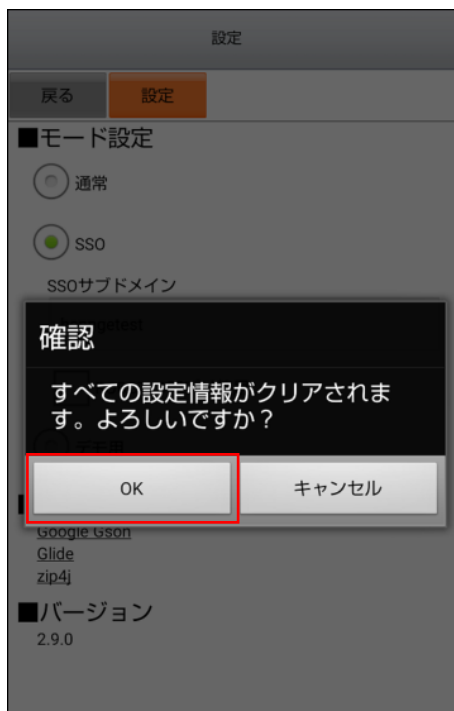 設定
戻る 設定
■モード設定
通常
SSO
SSOサブドメイン
確認
すべての設定情報がクリアされま
す。よろしいですか？
デモ用
OK キャンセル
Google Gson
Glide
zip4j
■バージョン
2.9.0